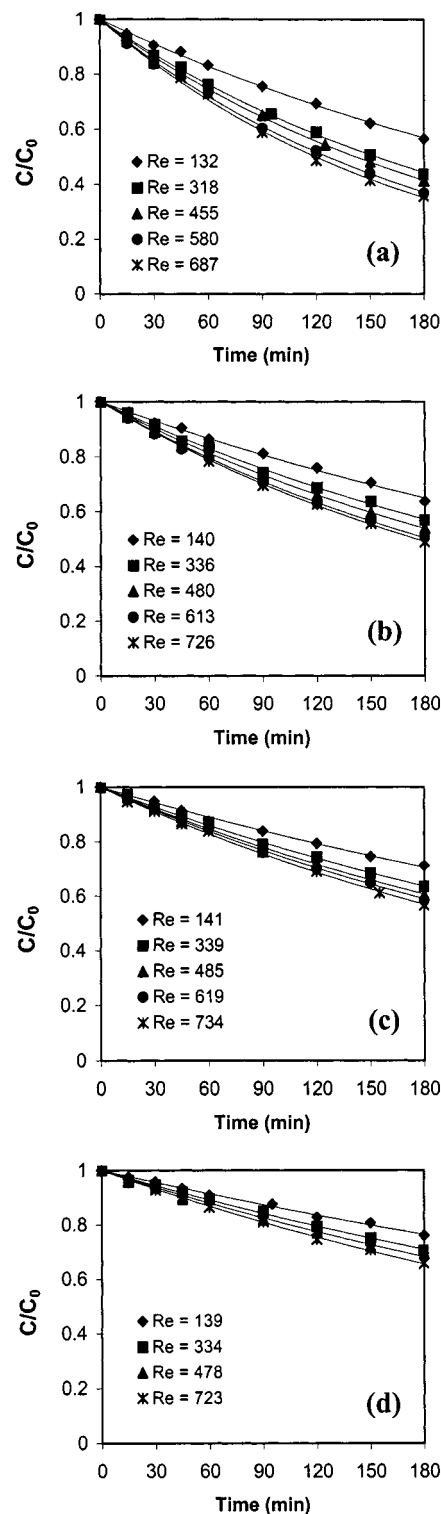 1
0.8
0.6
0.4
0.2
0
C/C₀
Re = 132
Re = 318
Re = 455
Re = 580
Re = 687
(a)
0 30 60 90 120 150 180
Time (min)
1
0.8
0.6
0.4
0.2
0
C/C₀
Re = 140
Re = 336
Re = 480
Re = 613
Re = 726
(b)
0 30 60 90 120 150 180
Time (min)
1
0.8
0.6
0.4
0.2
0
C/C₀
Re = 141
Re = 339
Re = 485
Re = 619
Re = 734
(c)
0 30 60 90 120 150 180
Time (min)
1
0.8
0.6
0.4
0.2
0
C/C₀
Re = 139
Re = 334
Re = 478
Re = 723
(d)
0 30 60 90 120 150 180
Time (min)